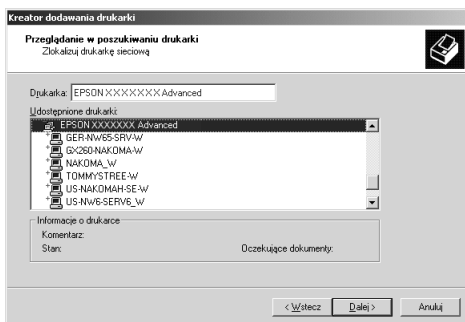 Kreator dodawania drukarki
Przeglądanie w poszukiwaniu drukarki
Zlokalizuj drukarkę sieciową
Drukarka: EPSON XXXXXXX Advanced
Udostępnione drukarki:
EPSON XXXXXXX Advanced
GER-NW65-SRV-W
GX260-NAKOMA-W
NAKOMA_W
TOMMYSTREE-W
US-NAKOMAH-SE-W
US-NW6-SERV6_W
Informacje o drukarce
Komentarz:
Stan: Oczekujące dokumenty:
< Wstecz Dalej > Anuluj